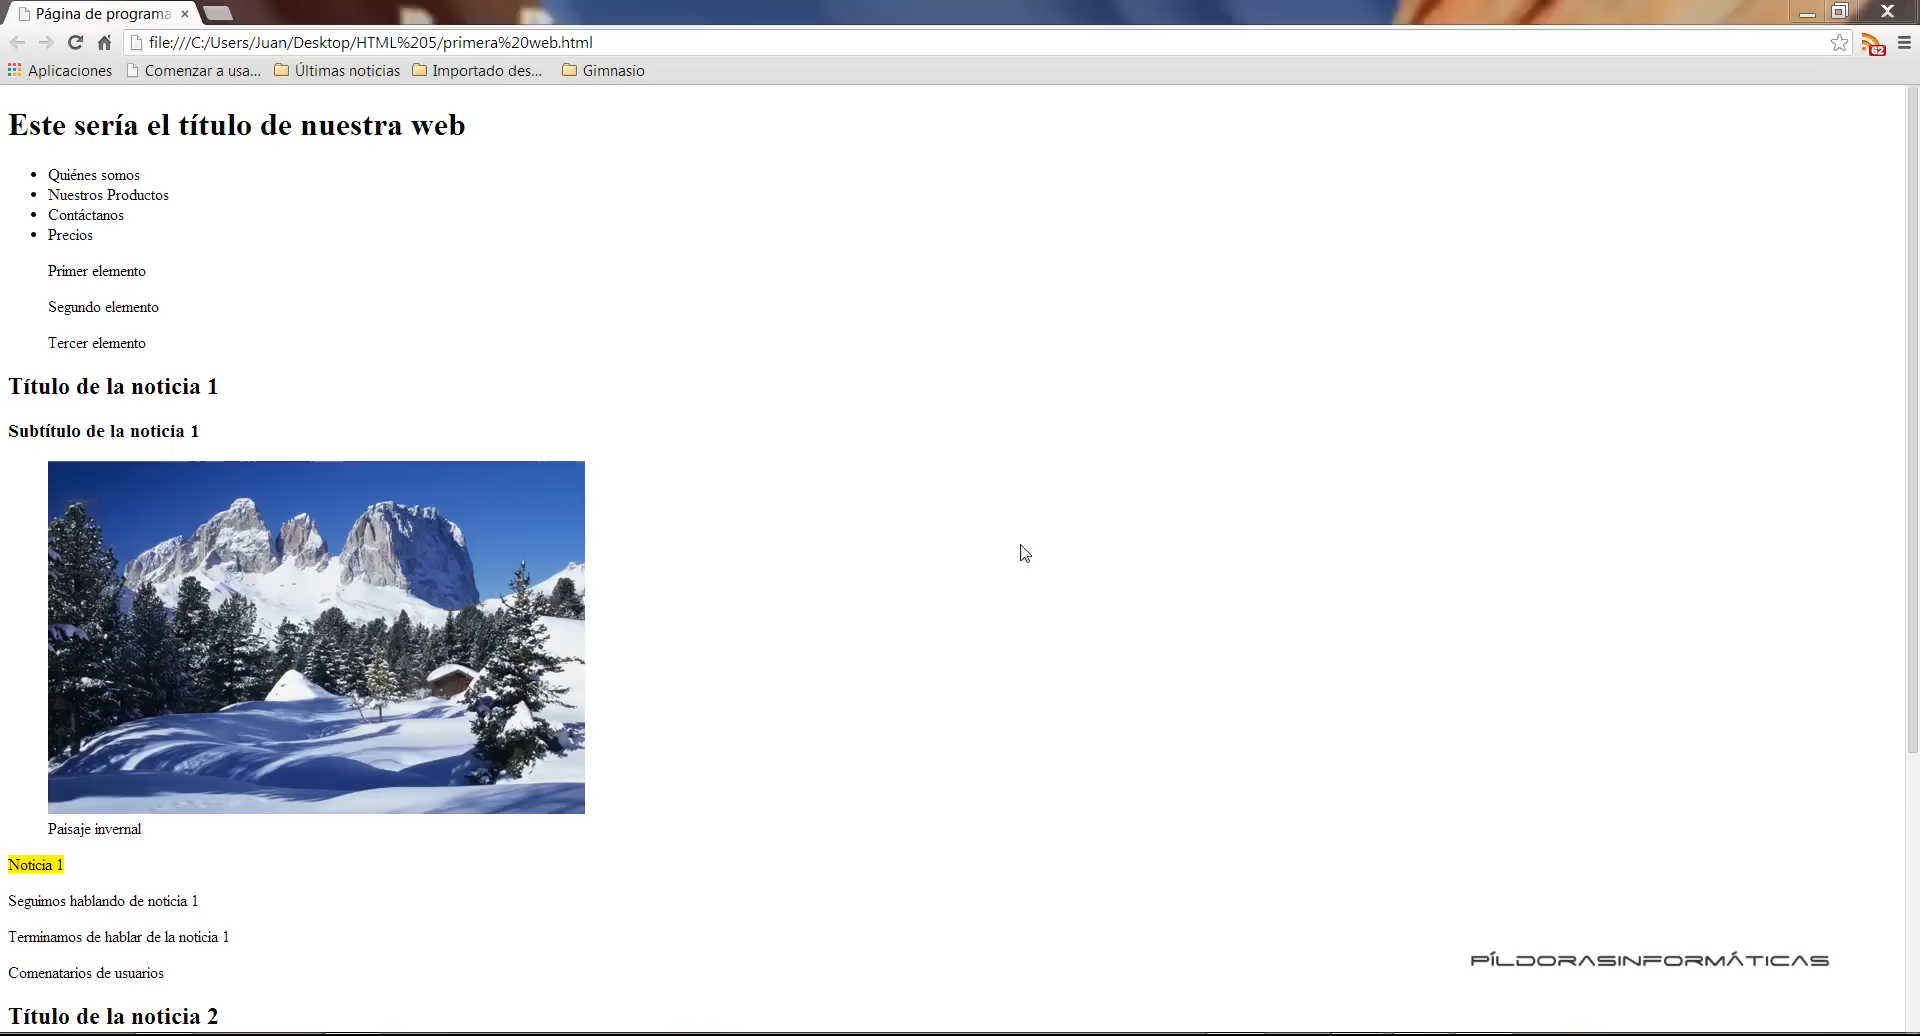 Página de programa
file:///C:/Users/Juan/Desktop/HTML%205/primera%20web.html
62
Aplicaciones Comenzar a usa... Últimas noticias Importado des... Gimnasio
Este sería el título de nuestra web
Quiénes somos
Nuestros Productos
Contáctanos
Precios
Primer elemento
Segundo elemento
Tercer elemento
Título de la noticia 1
Subtítulo de la noticia 1
Paisaje invernal
Noticia 1
Seguimos hablando de noticia 1
Terminamos de hablar de la noticia 1
Comenatarios de usuarios
PÍLDORASINFORMÁTICAS
Título de la noticia 2